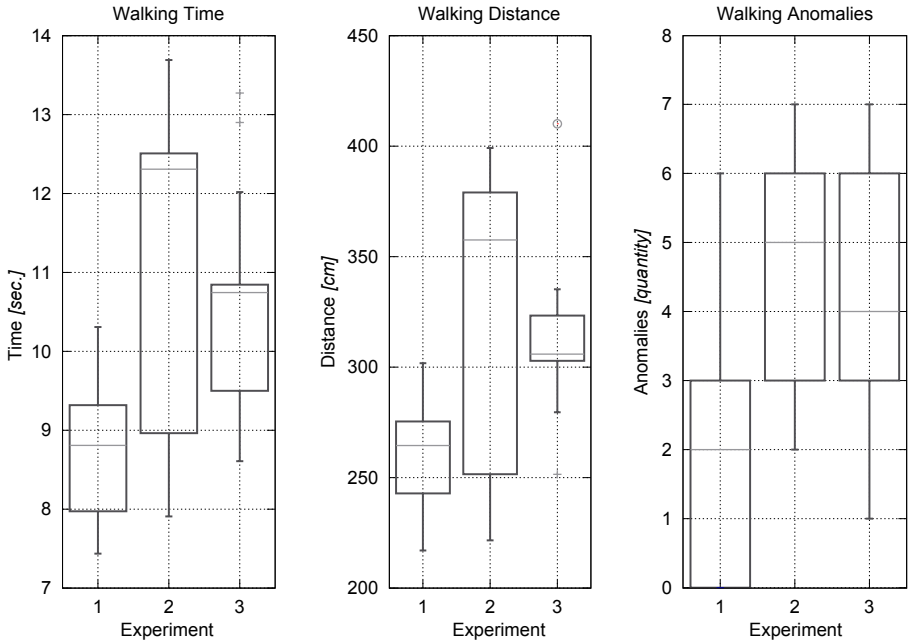 Walking Time
14
13
12
11
10
9
8
7
Time [sec.]
1 2 3
Experiment
Walking Distance
450
400
350
300
250
200
Distance [cm]
1 2 3
Experiment
Walking Anomalies
8
7
6
5
4
3
2
1
0
Anomalies [quantity]
1 2 3
Experiment